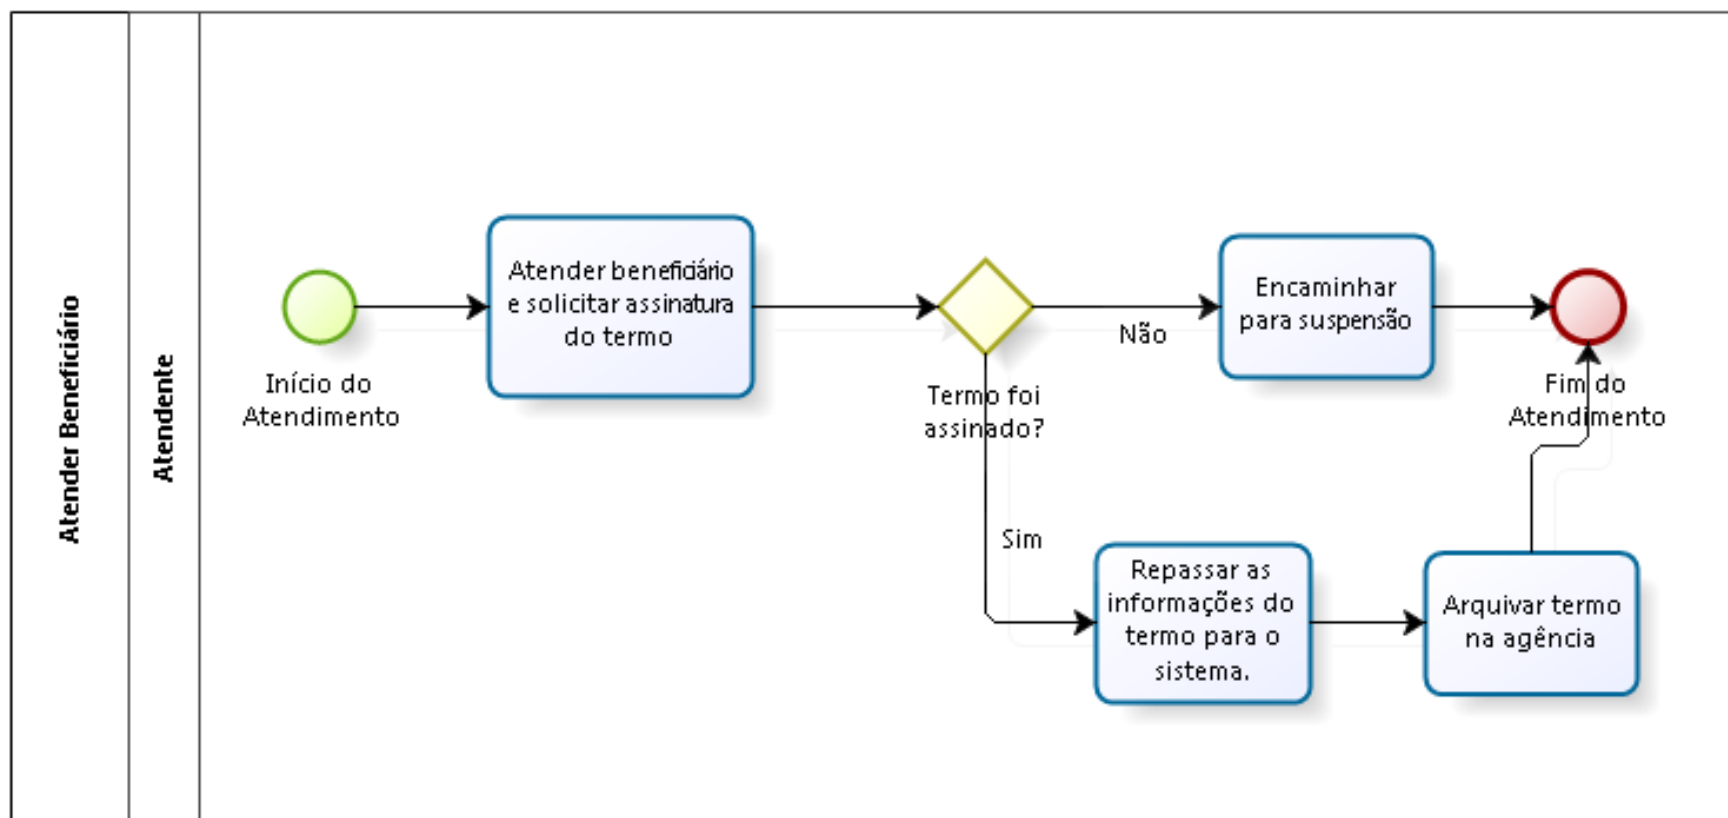 Atender Beneficiário
Atendente
Início do
Atendimento
Atender beneficiário
e solicitar assinatura
do termo
Termo foi
assinado?
Não
Encaminhar
para suspensão
Fim do
Atendimento
Sim
Repassar as
informações do
termo para o
sistema.
Arquivar termo
na agência